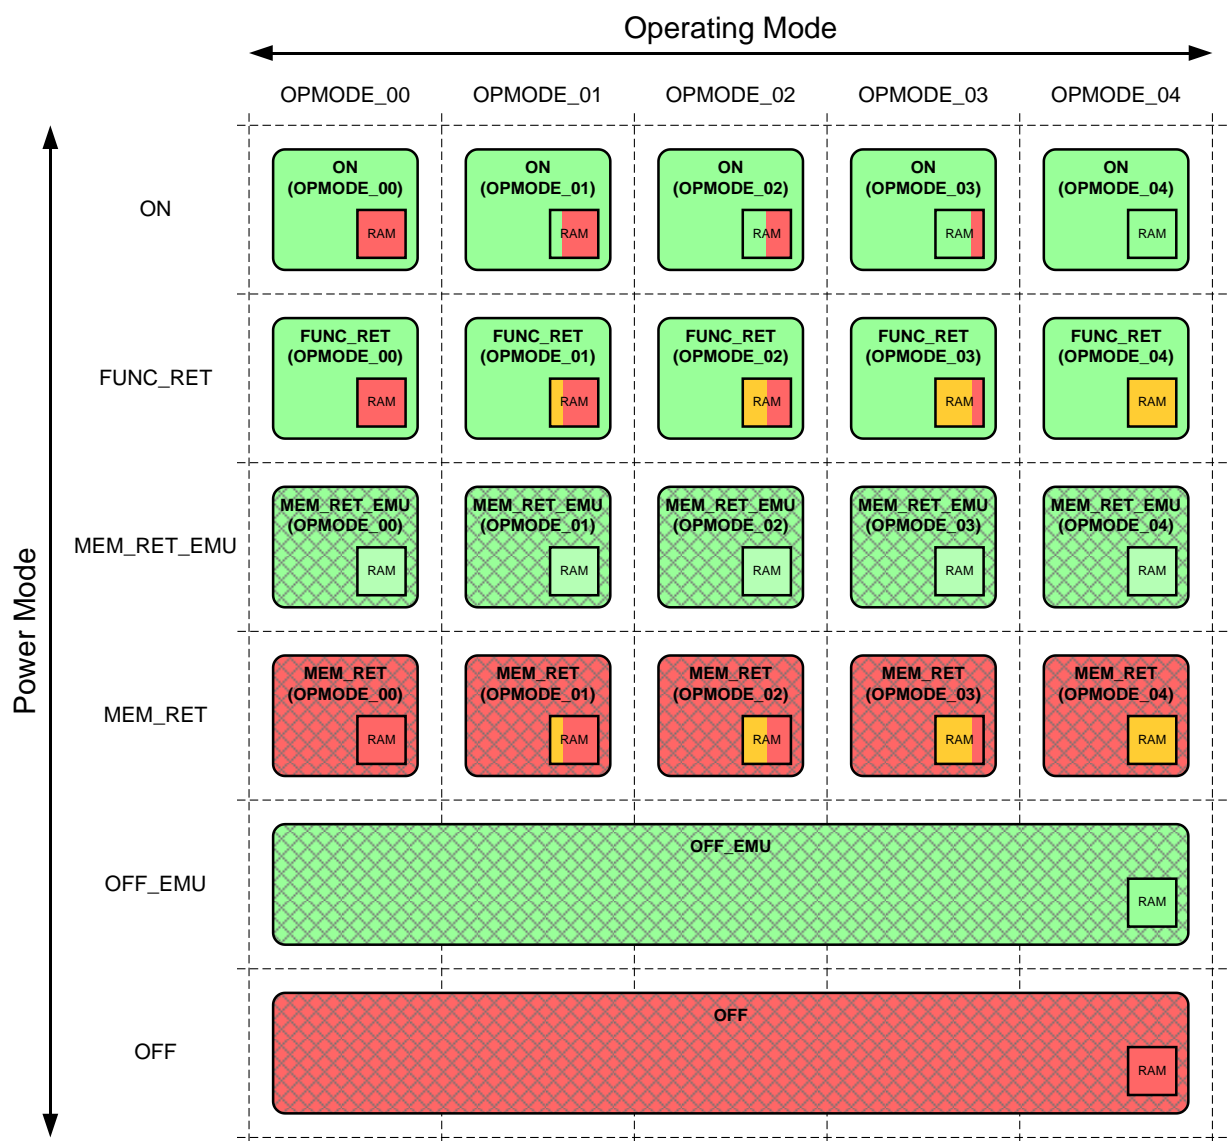 Operating Mode
OPMODE_00 OPMODE_01 OPMODE_02 OPMODE_03 OPMODE_04
Power Mode
ON
ON ON ON ON ON
(OPMODE_00) (OPMODE_01) (OPMODE_02) (OPMODE_03) (OPMODE_04)
RAM RAM RAM RAM RAM
FUNC_RET
FUNC_RET FUNC_RET FUNC_RET FUNC_RET FUNC_RET
(OPMODE_00) (OPMODE_01) (OPMODE_02) (OPMODE_03) (OPMODE_04)
RAM RAM RAM RAM RAM
MEM_RET_EMU
MEM_RET_EMU MEM_RET_EMU MEM_RET_EMU MEM_RET_EMU MEM_RET_EMU
(OPMODE_00) (OPMODE_01) (OPMODE_02) (OPMODE_03) (OPMODE_04)
RAM RAM RAM RAM RAM
MEM_RET
MEM_RET MEM_RET MEM_RET MEM_RET MEM_RET
(OPMODE_00) (OPMODE_01) (OPMODE_02) (OPMODE_03) (OPMODE_04)
RAM RAM RAM RAM RAM
OFF_EMU
OFF_EMU
RAM
OFF
OFF
RAM